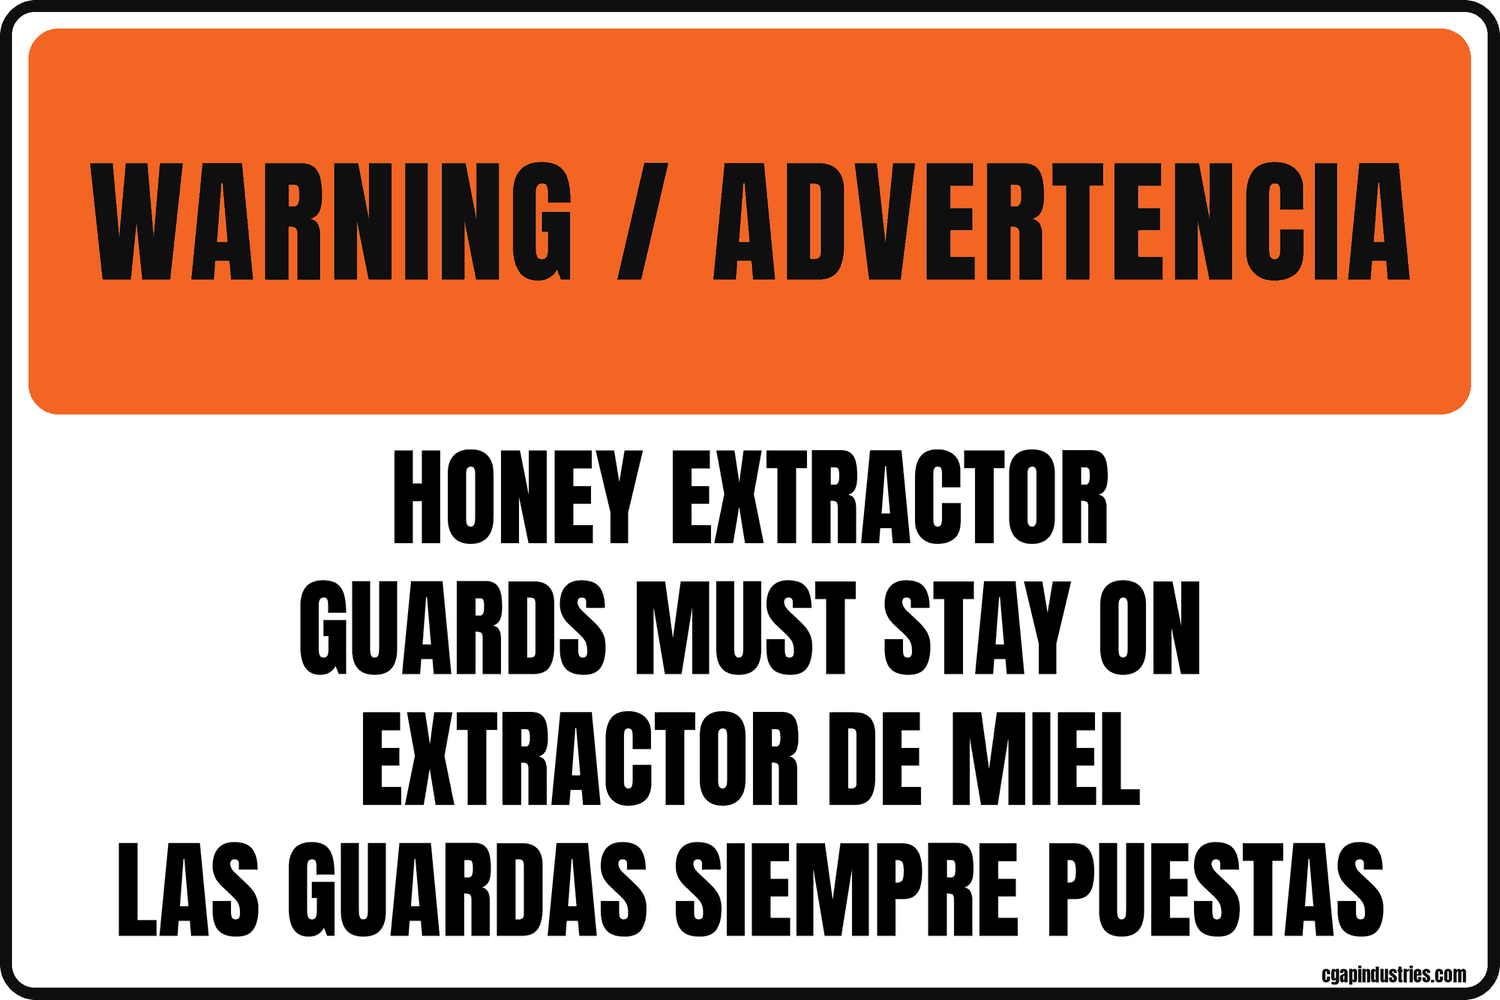 WARNING / ADVERTENCIA
HONEY EXTRACTOR
GUARDS MUST STAY ON
EXTRACTOR DE MIEL
LAS GUARDAS SIEMPRE PUESTAS
cgapindustries.com